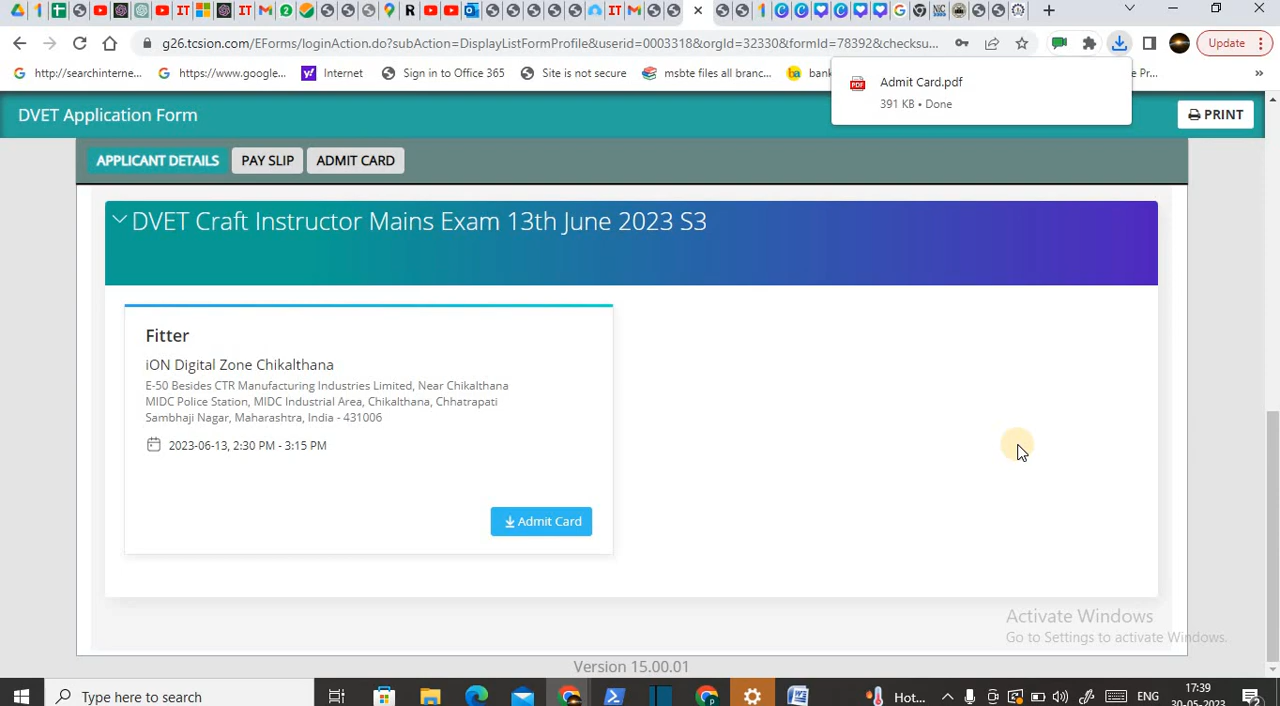 g26.tcsion.com/EForms/loginAction.do?subAction=DisplayListFormProfile&userid=0003318&orgId=32330&formId=78392&checku...
Update
http://searchinterne...
https://www.google...
Internet
Sign in to Office 365
Site is not secure
msbte files all branc...
bank
e Pr...
»
Admit Card.pdf
391 KB • Done
DVET Application Form
PRINT
APPLICANT DETAILS PAY SLIP ADMIT CARD
DVET Craft Instructor Mains Exam 13th June 2023 S3
Fitter
iON Digital Zone Chikalthana
E-50 Besides CTR Manufacturing Industries Limited, Near Chikalthana
MIDC Police Station, MIDC Industrial Area, Chikalthana, Chhatrapati
Sambhaji Nagar, Maharashtra, India - 431006
2023-06-13, 2:30 PM - 3:15 PM
Admit Card
Activate Windows
Go to Settings to activate Windows.
Version 15.00.01
Type here to search
Hot...
ENG
17:39
30-05-2023